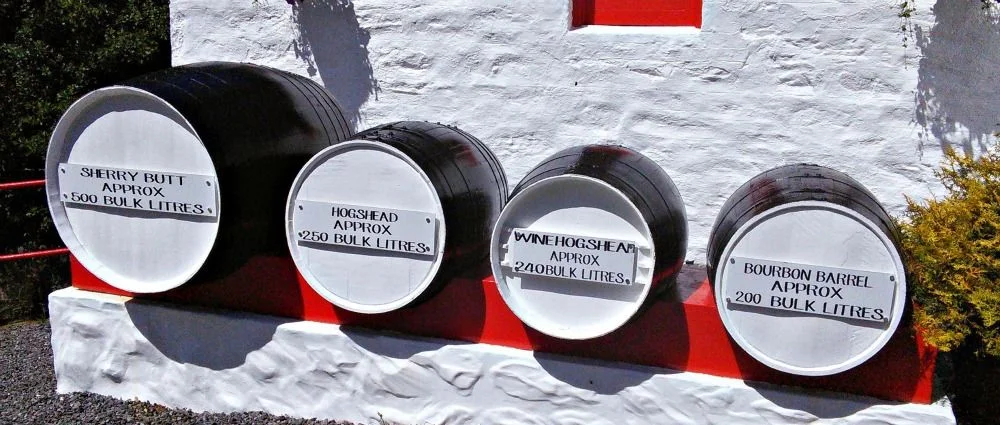 SHERRY BUTT
APPROX
500 BULK LITRES
HOGSHEAD
APPROX
250 BULK LITRES
WINEHOGSHEAD
APPROX
240BULK LITRES
BOURBON BARREL
APPROX
200 BULK LITRES